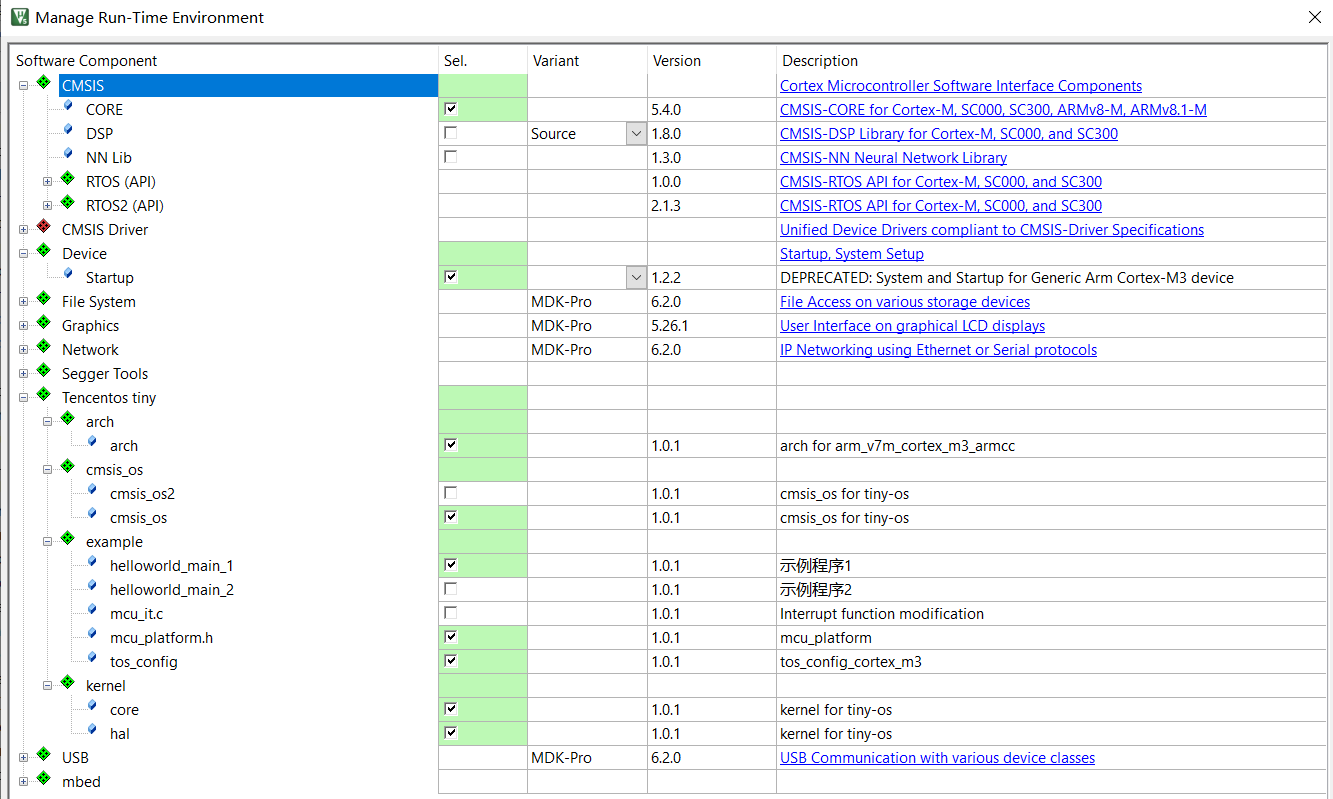 Manage Run-Time Environment
Software Component Sel. Variant Version Description
CMSIS Cortex Microcontroller Software Interface Components
CORE 5.4.0 CMSIS-CORE for Cortex-M, SC000, SC300, ARMv8-M, ARMv8.1-M
DSP Source 1.8.0 CMSIS-DSP Library for Cortex-M, SC000, and SC300
NN Lib 1.3.0 CMSIS-NN Neural Network Library
RTOS (API) 1.0.0 CMSIS-RTOS API for Cortex-M, SC000, and SC300
RTOS2 (API) 2.1.3 CMSIS-RTOS API for Cortex-M, SC000, and SC300
CMSIS Driver Unified Device Drivers compliant to CMSIS-Driver Specifications
Device Startup, System Setup
Startup 1.2.2 DEPRECATED: System and Startup for Generic Arm Cortex-M3 device
File System MDK-Pro 6.2.0 File Access on various storage devices
Graphics MDK-Pro 5.26.1 User Interface on graphical LCD displays
Network MDK-Pro 6.2.0 IP Networking using Ethernet or Serial protocols
Segger Tools
Tencentos tiny
arch
arch 1.0.1 arch for arm_v7m_cortex_m3_armcc
cmsis_os
cmsis_os2 1.0.1 cmsis_os for tiny-os
cmsis_os 1.0.1 cmsis_os for tiny-os
example
helloworld_main_1 1.0.1 示例程序1
helloworld_main_2 1.0.1 示例程序2
mcu_it.c 1.0.1 Interrupt function modification
mcu_platform.h 1.0.1 mcu_platform
tos_config 1.0.1 tos_config_cortex_m3
kernel
core 1.0.1 kernel for tiny-os
hal 1.0.1 kernel for tiny-os
USB MDK-Pro 6.2.0 USB Communication with various device classes
mbed